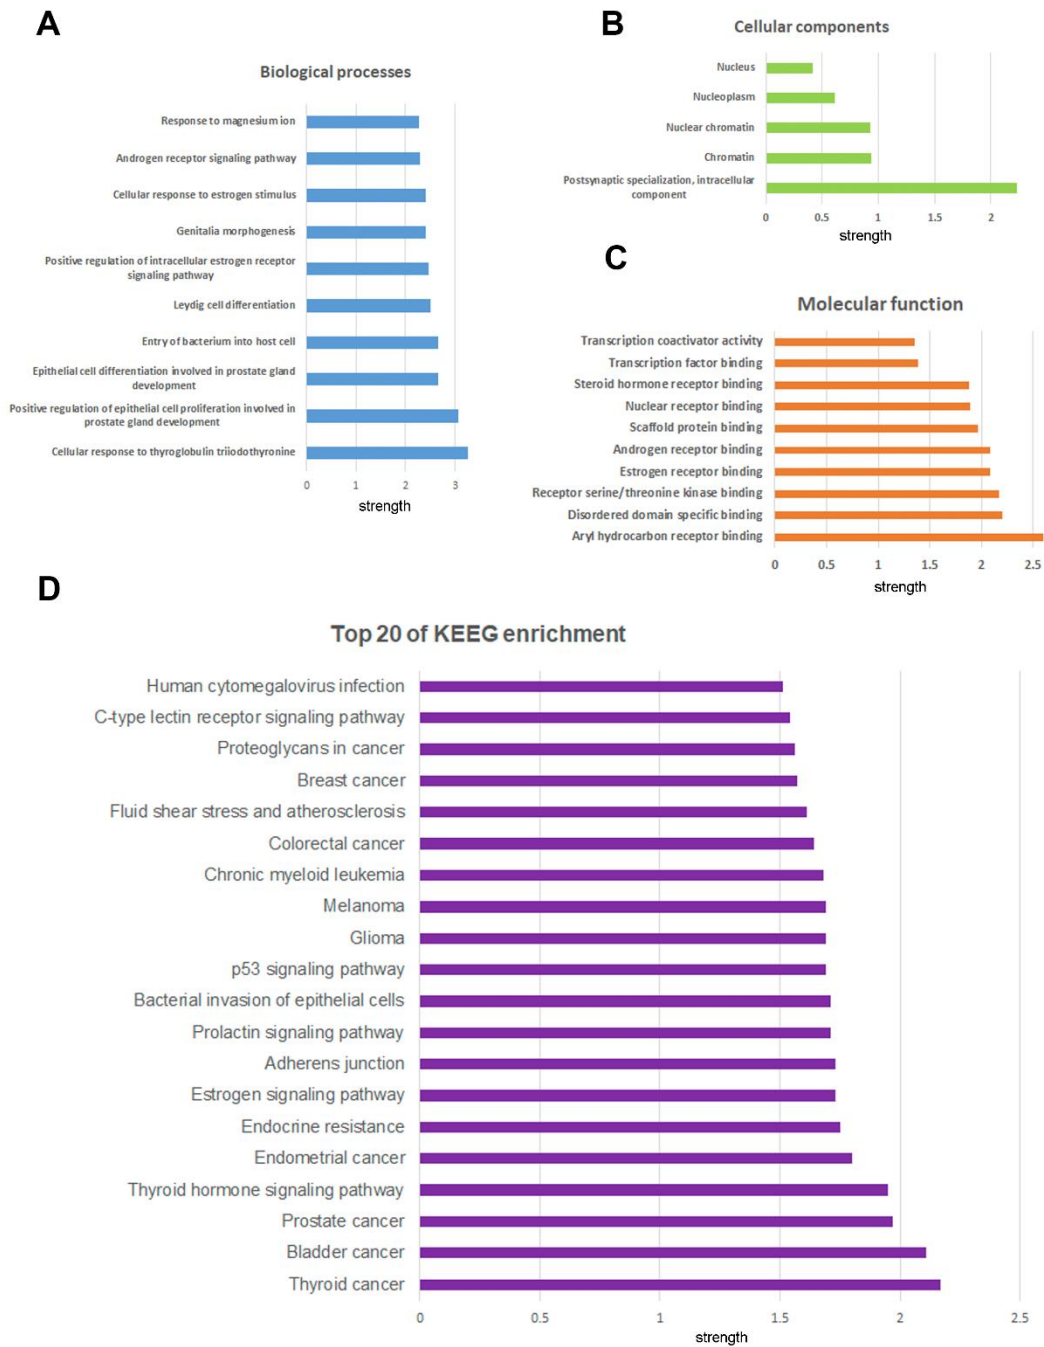 A
Biological processes
Response to magnesium ion
Androgen receptor signaling pathway
Cellular response to estrogen stimulus
Genitalia morphogenesis
Positive regulation of intracellular estrogen receptor
signaling pathway
Leydig cell differentiation
Entry of bacterium into host cell
Epithelial cell differentiation involved in prostate gland
development
Positive regulation of epithelial cell proliferation involved in
prostate gland development
Cellular response to thyroglobulin triiodothyronine
0 1 2 3
strength
B
Cellular components
Nucleus
Nucleoplasm
Nuclear chromatin
Chromatin
Postsynaptic specialization, intracellular
component
0 0.5 1 1.5 2
strength
C
Molecular function
Transcription coactivator activity
Transcription factor binding
Steroid hormone receptor binding
Nuclear receptor binding
Scaffold protein binding
Androgen receptor binding
Estrogen receptor binding
Receptor serine/threonine kinase binding
Disordered domain specific binding
Aryl hydrocarbon receptor binding
0 0.5 1 1.5 2 2.5
strength
D
Top 20 of KEEG enrichment
Human cytomegalovirus infection
C-type lectin receptor signaling pathway
Proteoglycans in cancer
Breast cancer
Fluid shear stress and atherosclerosis
Colorectal cancer
Chronic myeloid leukemia
Melanoma
Glioma
p53 signaling pathway
Bacterial invasion of epithelial cells
Prolactin signaling pathway
Adherens junction
Estrogen signaling pathway
Endocrine resistance
Endometrial cancer
Thyroid hormone signaling pathway
Prostate cancer
Bladder cancer
Thyroid cancer
0 0.5 1 1.5 2 2.5
strength